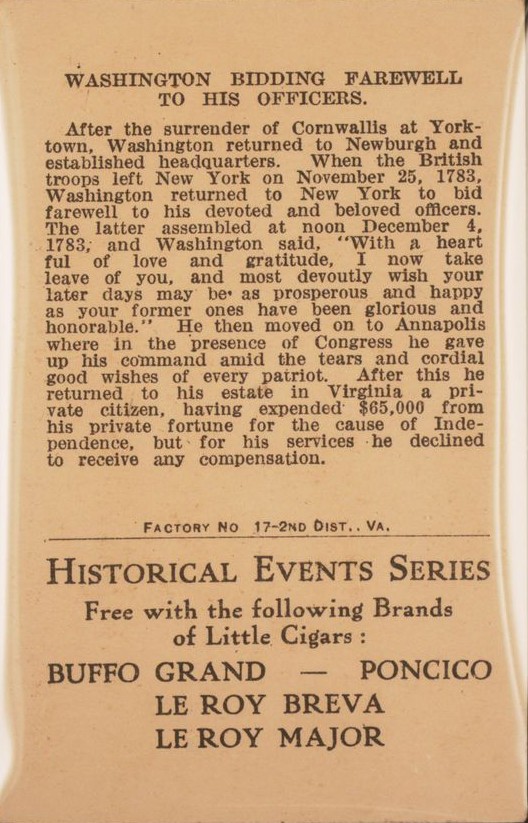 WASHINGTON BIDDING FAREWELL
TO HIS OFFICERS.
After the surrender of Cornwallis at York-
town, Washington returned to Newburgh and
established headquarters. When the British
troops left New York on November 25, 1783,
Washington returned to New York to bid
farewell to his devoted and beloved officers.
The latter assembled at noon December 4,
1783, and Washington said, "With a heart
ful of love and gratitude, I now take
leave of you, and most devoutly wish your
later days may be as prosperous and happy
as your former ones have been glorious and
honorable." He then moved on to Annapolis
where in the presence of Congress he gave
up his command amid the tears and cordial
good wishes of every patriot. After this he
returned to his estate in Virginia a pri-
vate citizen, having expended $65,000 from
his private fortune for the cause of Inde-
pendence, but for his services he declined
to receive any compensation.
FACTORY NO 17-2ND DIST., VA.
HISTORICAL EVENTS SERIES
Free with the following Brands
of Little Cigars:
BUFFO GRAND — PONCICO
LE ROY BREVA
LE ROY MAJOR